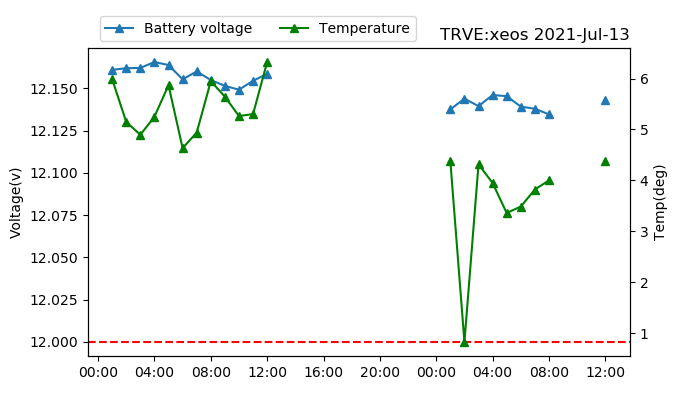 Battery voltage Temperature
TRVE:xeos 2021-Jul-13
12.150
12.125
12.100
12.075
12.050
12.025
12.000
Voltage(v)
6
5
4
3
2
1
Temp(deg)
00:00 04:00 08:00 12:00 16:00 20:00 00:00 04:00 08:00 12:00